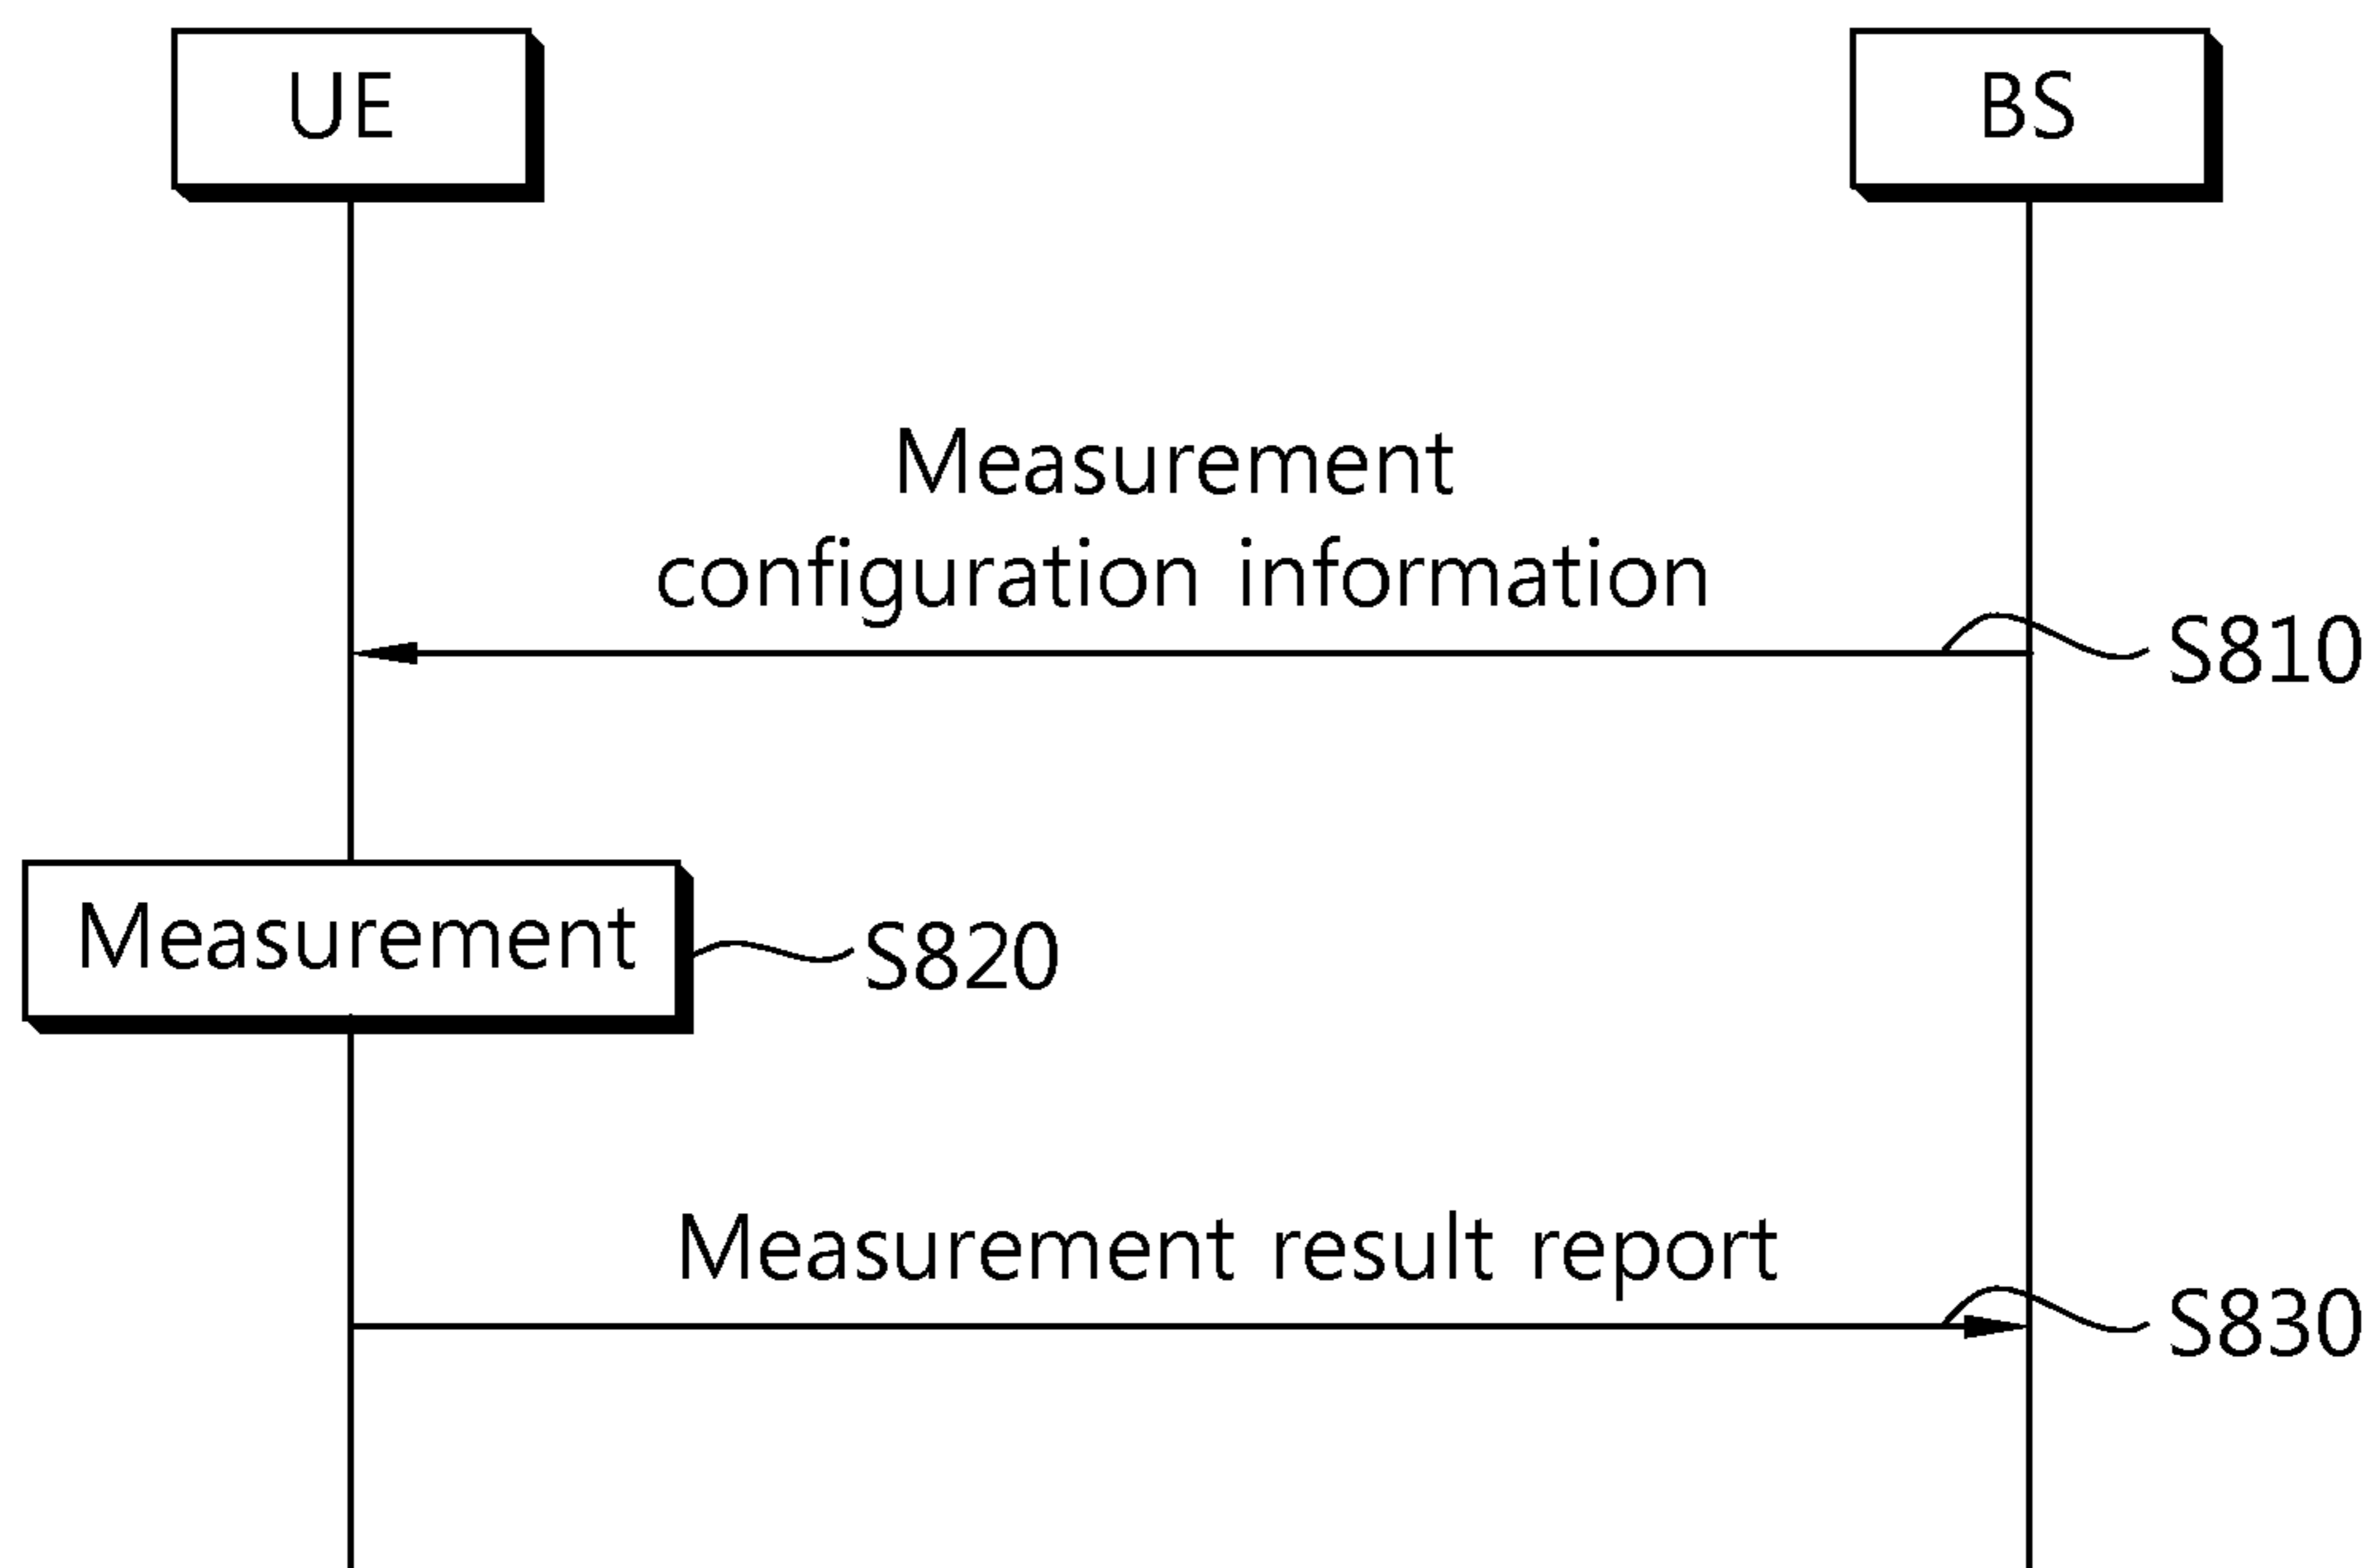 UE
BS
Measurement
configuration information
S810
Measurement
S820
Measurement result report
S830